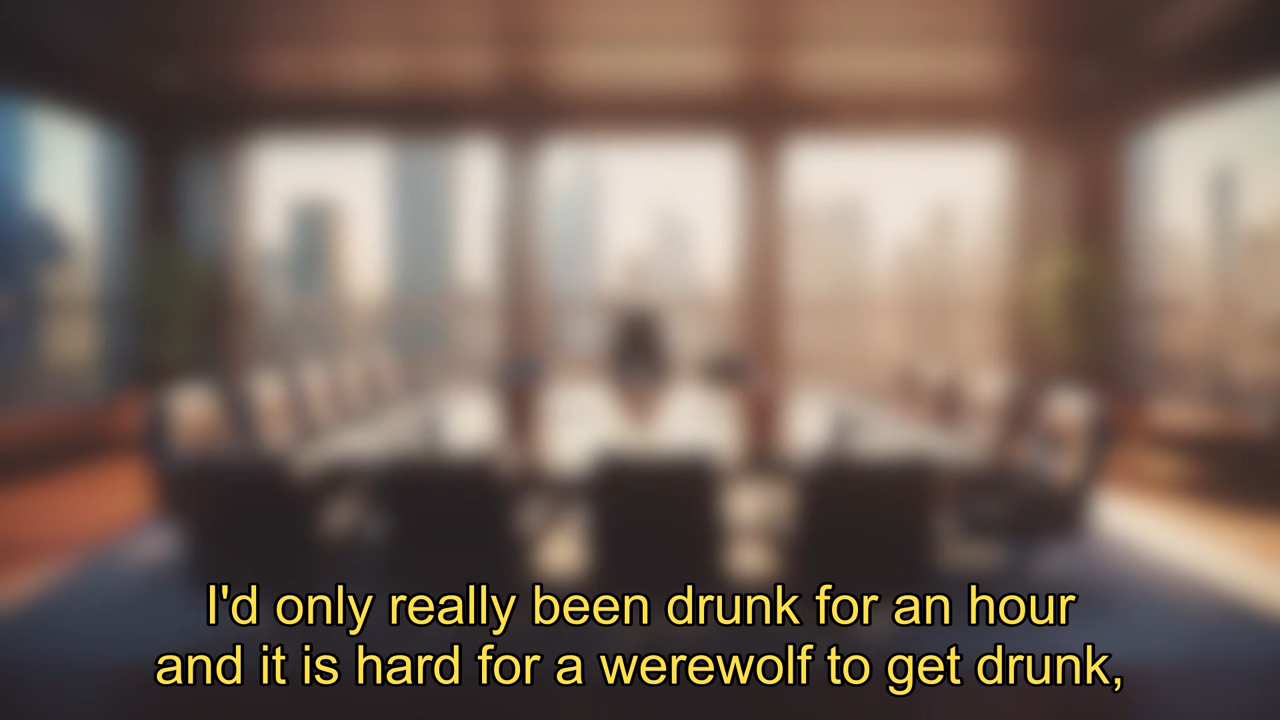 I'd only really been drunk for an hour
and it is hard for a werewolf to get drunk,